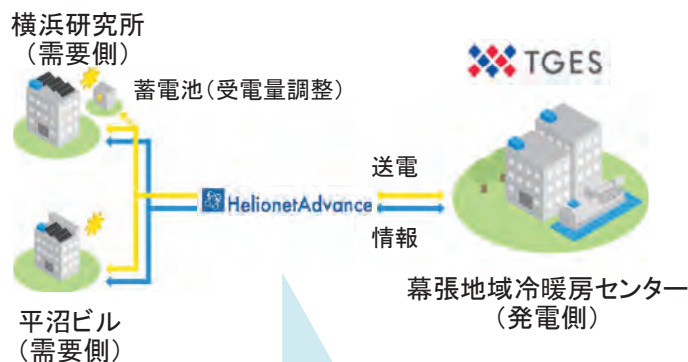 横浜研究所
（需要側）
蓄電池（受電量調整）
TGES
送電
HelionetAdvance
情報
幕張地域冷暖房センター
（発電側）
平沼ビル
（需要側）